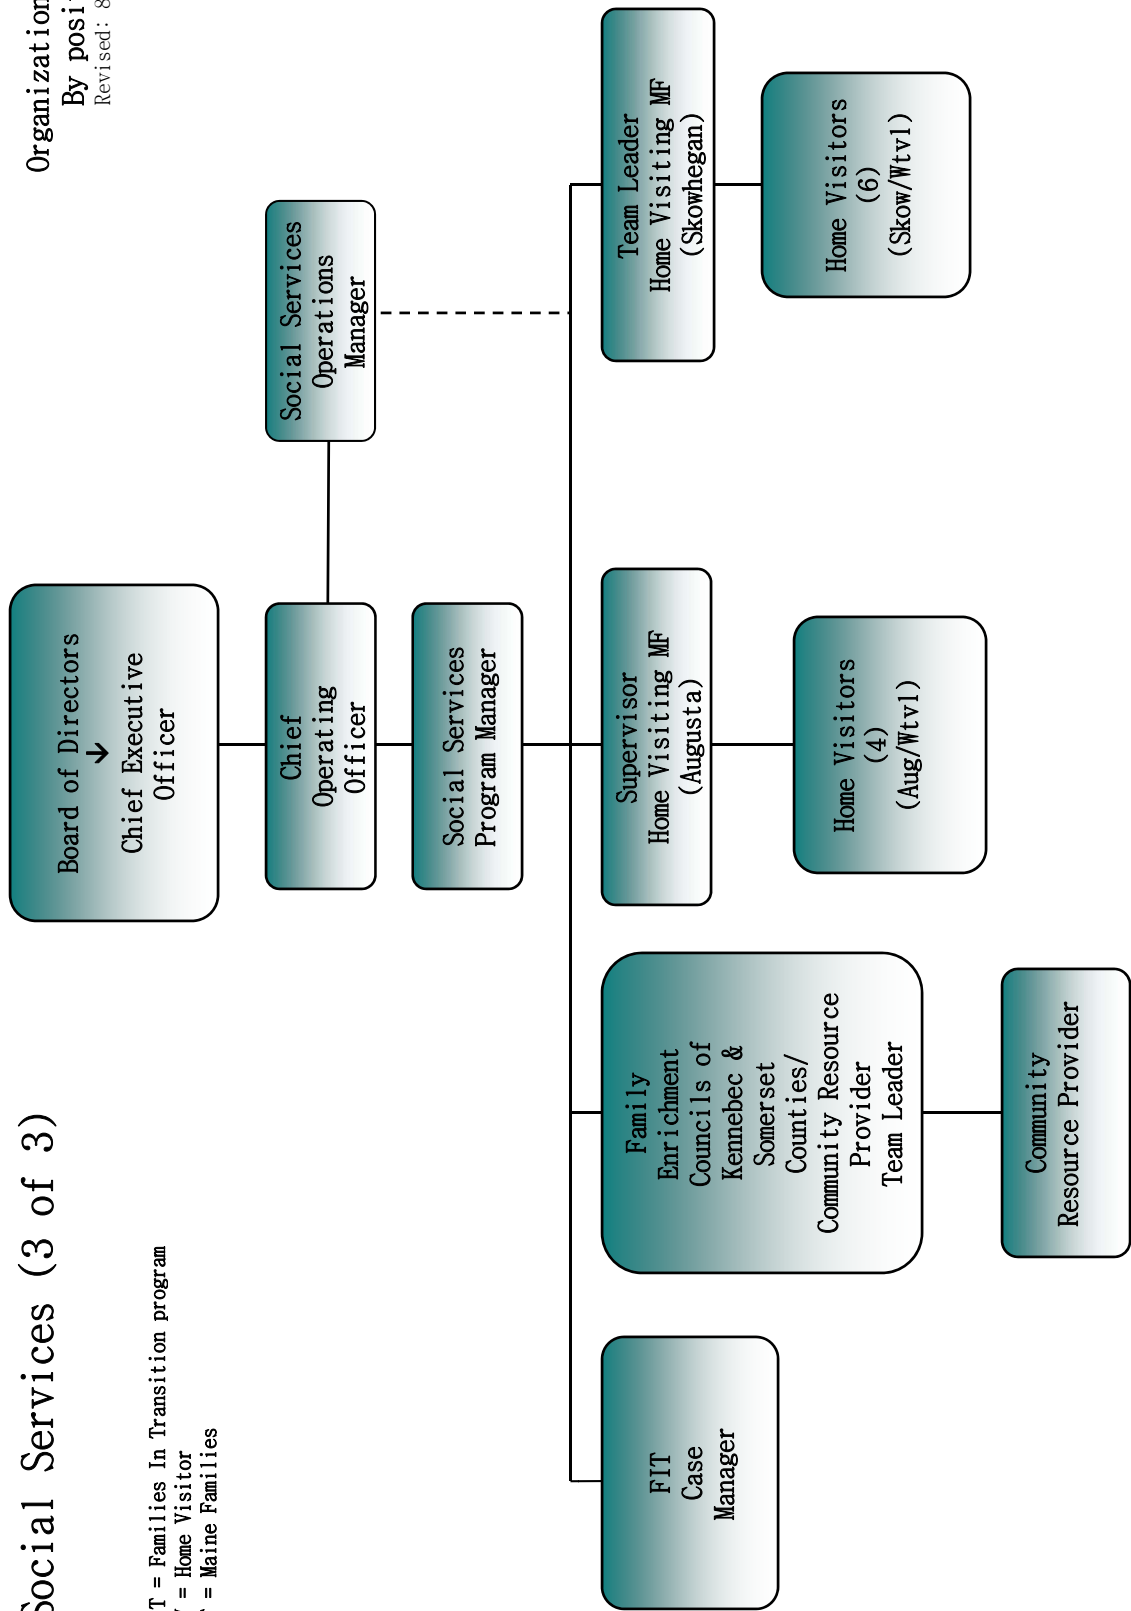 Social Services (3 of 3)
Organization
By posi
Revised: 8
T = Families In Transition program
= Home Visitor
= Maine Families
Board of Directors
↓
Chief Executive
Officer
Chief
Operating
Officer
Social Services
Operations
Manager
Social Services
Program Manager
FIT
Case
Manager
Family
Enrichment
Councils of
Kennebec &
Somerset
Counties/
Community Resource
Provider
Team Leader
Community
Resource Provider
Supervisor
Home Visiting MF
(Augusta)
Home Visitors
(4)
(Aug/Wtvl)
Team Leader
Home Visiting MF
(Skowhegan)
Home Visitors
(6)
(Skow/Wtvl)